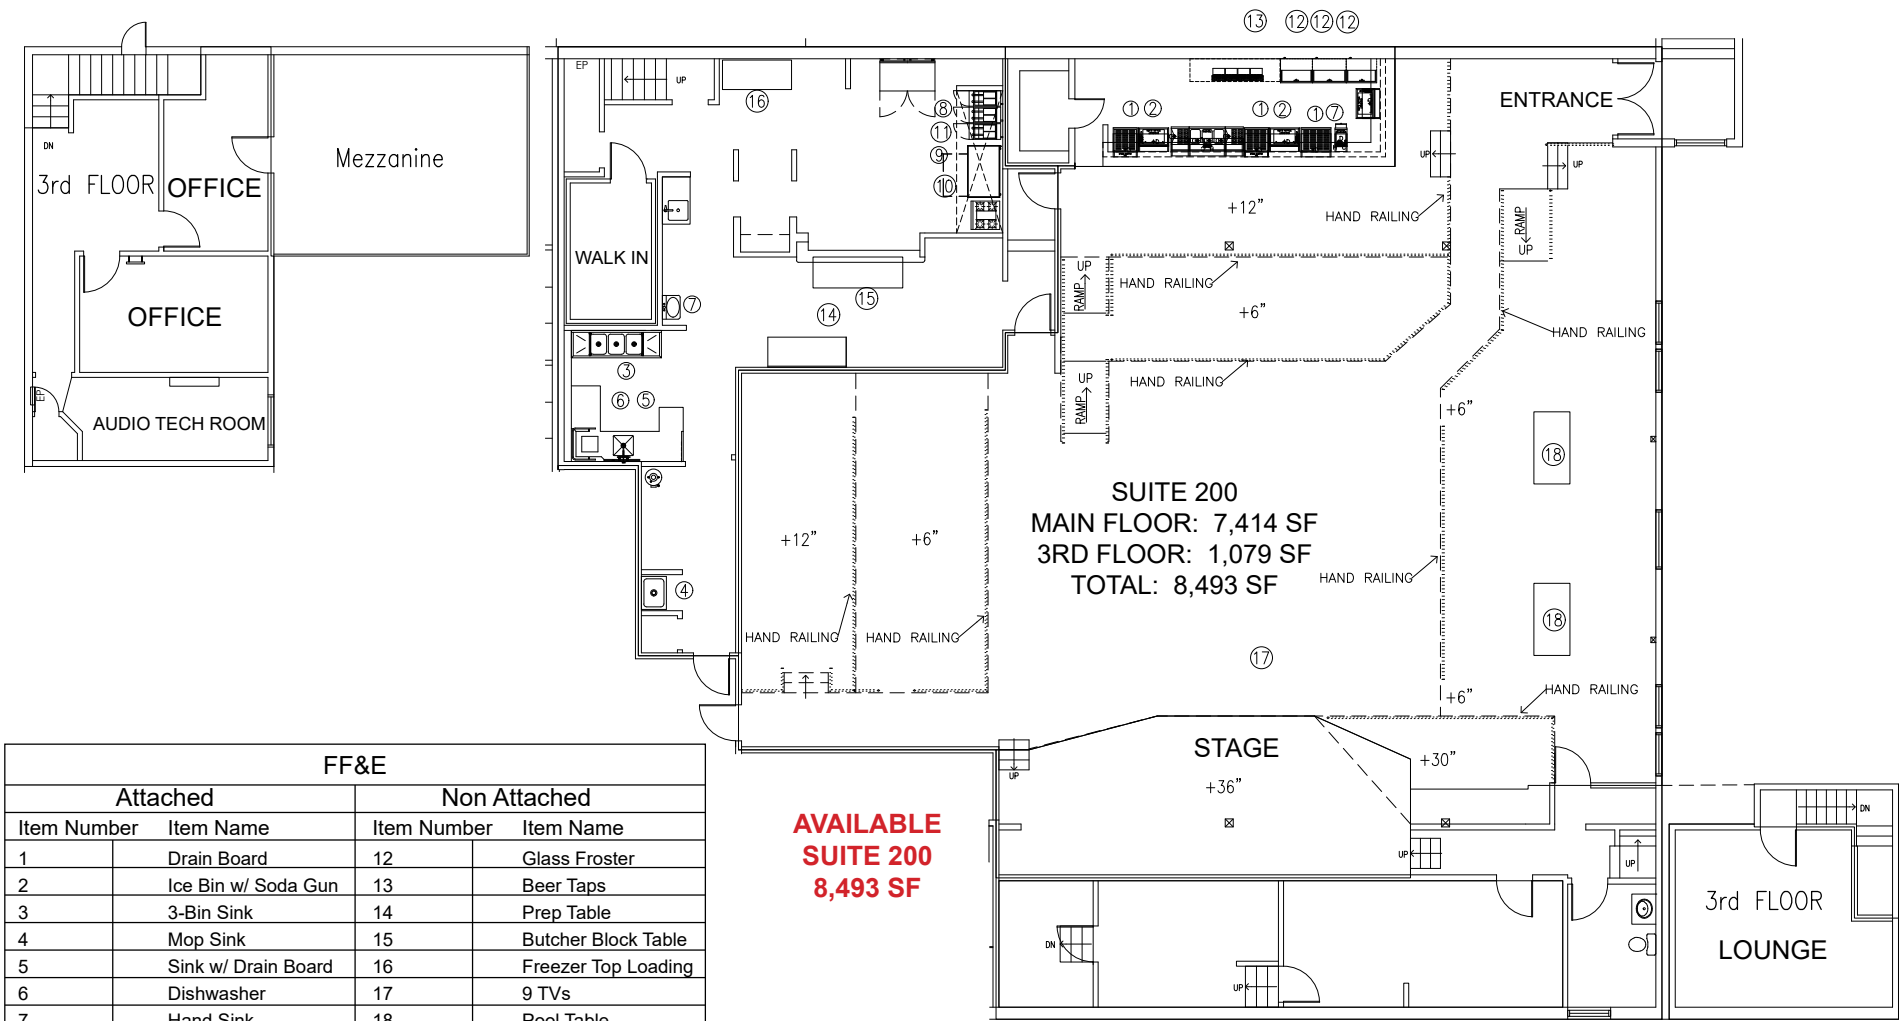 13 12 12 12
EP
UP
16
8
11
9
10
1 2
1 2
1 7
ENTRANCE
UP
UP
DN
3rd FLOOR
OFFICE
Mezzanine
+12”
HAND RAILING
RAMP
UP
WALK IN
7
15
14
UP
RAMP
HAND RAILING
+6”
HAND RAILING
OFFICE
3
6 5
UP
RAMP
HAND RAILING
+6”
EP
AUDIO TECH ROOM
18
SUITE 200
MAIN FLOOR: 7,414 SF
3RD FLOOR: 1,079 SF
TOTAL: 8,493 SF
+12”
+6”
HAND RAILING
4
HAND RAILING
HAND RAILING
18
17
+6”
HAND RAILING
STAGE
+36”
+30”
UP
FF&E
Attached Non Attached
Item Number Item Name Item Number Item Name
1 Drain Board 12 Glass Froster
2 Ice Bin w/ Soda Gun 13 Beer Taps
3 3-Bin Sink 14 Prep Table
4 Mop Sink 15 Butcher Block Table
5 Sink w/ Drain Board 16 Freezer Top Loading
6 Dishwasher 17 9 TVs
7 Hand Sink 18 Pool Table
AVAILABLE
SUITE 200
8,493 SF
UP
UP
DN
DN
UP
3rd FLOOR
LOUNGE